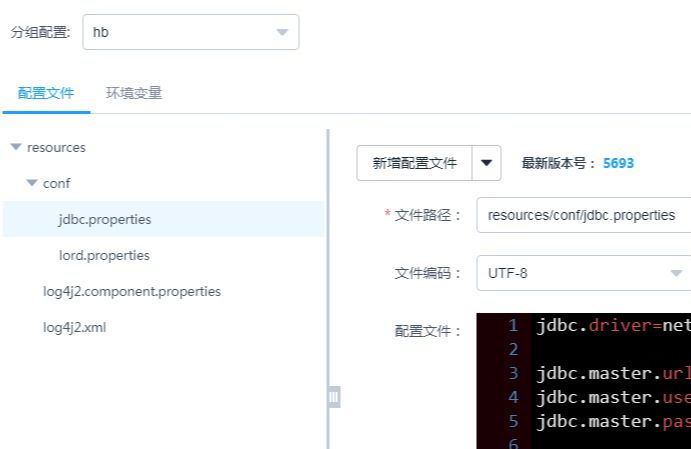 分组配置: hb
配置文件 环境变量
resources
conf
jdbc.properties
lord.properties
log4j2.component.properties
log4j2.xml
新增配置文件 最新版本号： 5693
* 文件路径： resources/conf/jdbc.properties
文件编码： UTF-8
配置文件：
1 jdbc.driver=net
2
3 jdbc.master.url
4 jdbc.master.use
5 jdbc.master.pas
6